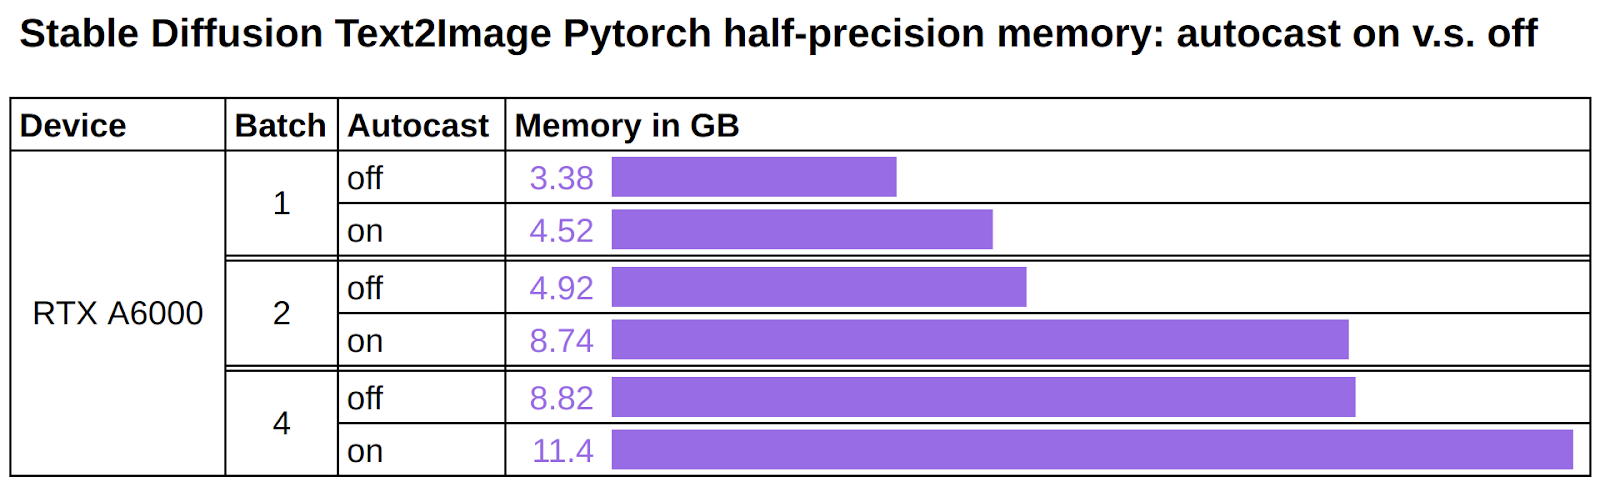 Stable Diffusion Text2Image Pytorch half-precision memory: autocast on v.s. off
Device Batch Autocast Memory in GB
RTX A6000
1
off 3.38
on 4.52
2
off 4.92
on 8.74
4
off 8.82
on 11.4